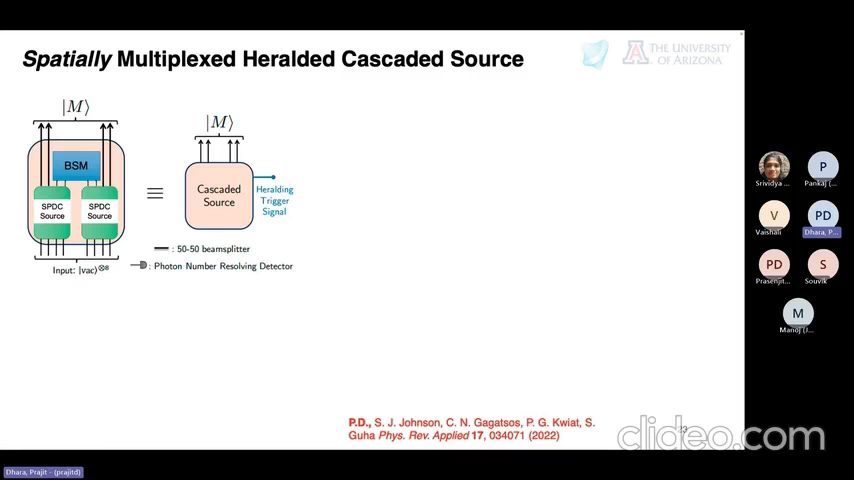 Spatially Multiplexed Heralded Cascaded Source
THE UNIVERSITY
OF ARIZONA
|M⟩
BSM
SPDC
Source
SPDC
Source
Input: |vac⟩⊗8
≡
|M⟩
Cascaded
Source
Heralding
Trigger
Signal
: 50-50 beamsplitter
: Photon Number Resolving Detector
P.D., S. J. Johnson, C. N. Gagatsos, P. G. Kwiat, S.
Guha Phys. Rev. Applied 17, 034071 (2022)
clideo.com
Srividya ...
P
Pankaj (...
V
Vaishali
PD
Dhara, P...
PD
Prasenjit...
S
Souvik
M
Manoj (J...
Dhara, Prajit - (prajitd)